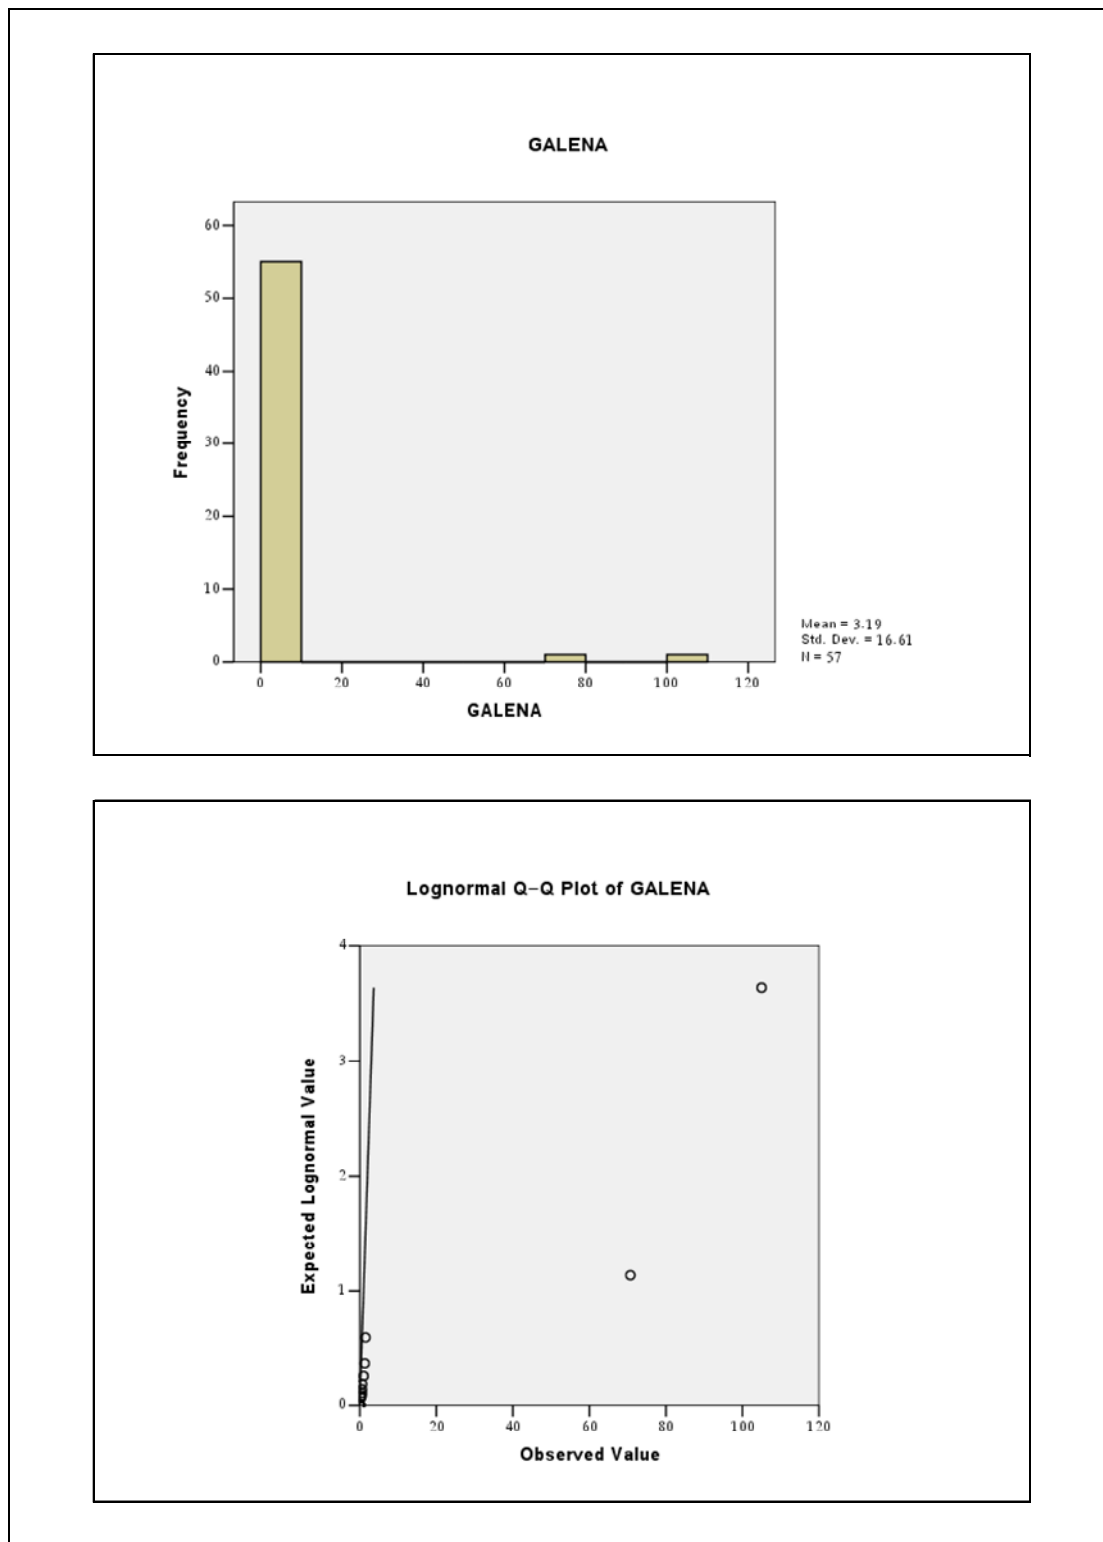 GALENA
60
50
40
30
20
10
0
Frequency
0 20 40 60 80 100 120
GALENA
Mean = 3.19
Std. Dev. = 16.61
N = 57
Lognormal Q–Q Plot of GALENA
4
3
2
1
0
Expected Lognormal Value
0 20 40 60 80 100 120
Observed Value